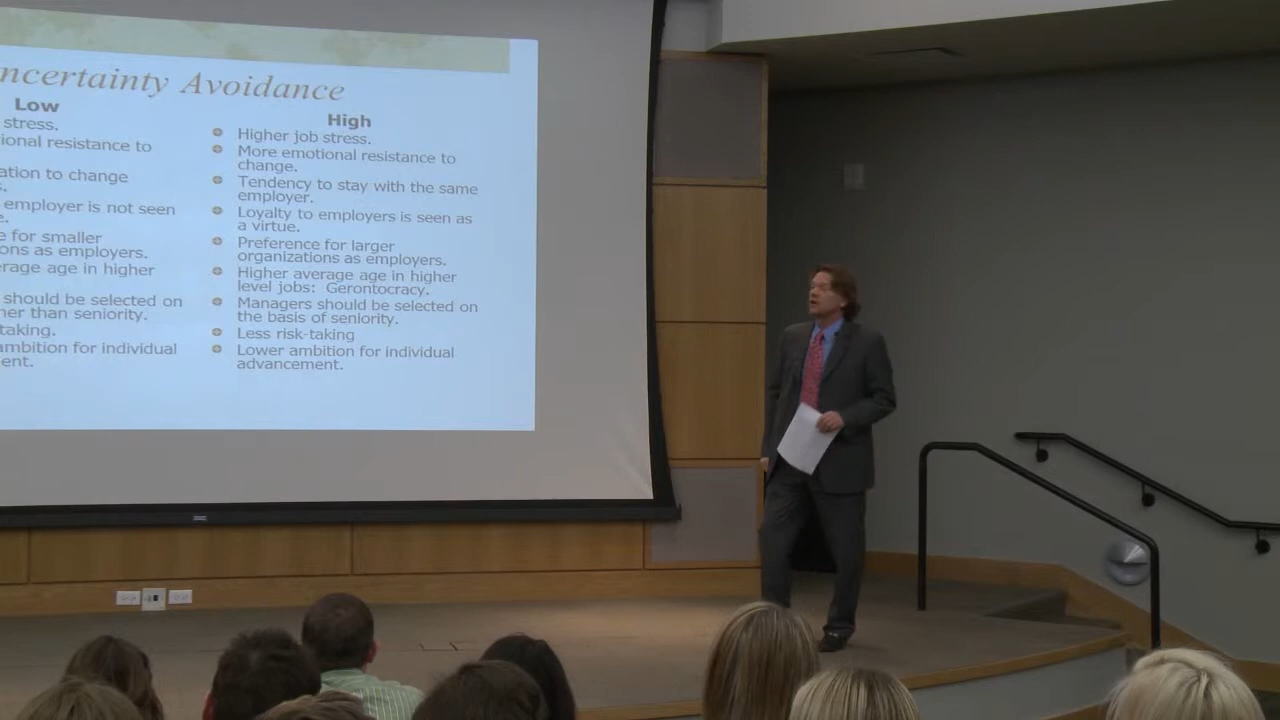 ncertainty Avoidance
Low
stress.
ional resistance to
ation to change
s.
employer is not seen
e.
e for smaller
ons as employers.
erage age in higher
should be selected on
her than seniority.
taking.
ambition for individual
ent.
High
Higher job stress.
More emotional resistance to
change.
Tendency to stay with the same
employer.
Loyalty to employers is seen as
a virtue.
Preference for larger
organizations as employers.
Higher average age in higher
level jobs: Gerontocracy.
Managers should be selected on
the basis of seniority.
Less risk-taking
Lower ambition for individual
advancement.